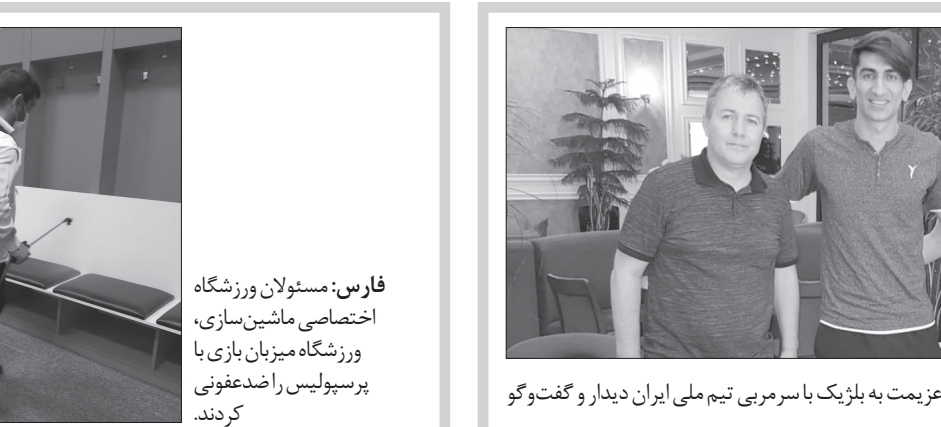 عزیمت به بلژیک با سرمربی تیم ملی ایران دیدار و گفت‌وگو
فارس: مسئولان ورزشگاه
اختصاصی ماشین‌سازی،
ورزشگاه میزبان بازی با
پرسپولیس را ضدعفونی
کردند.